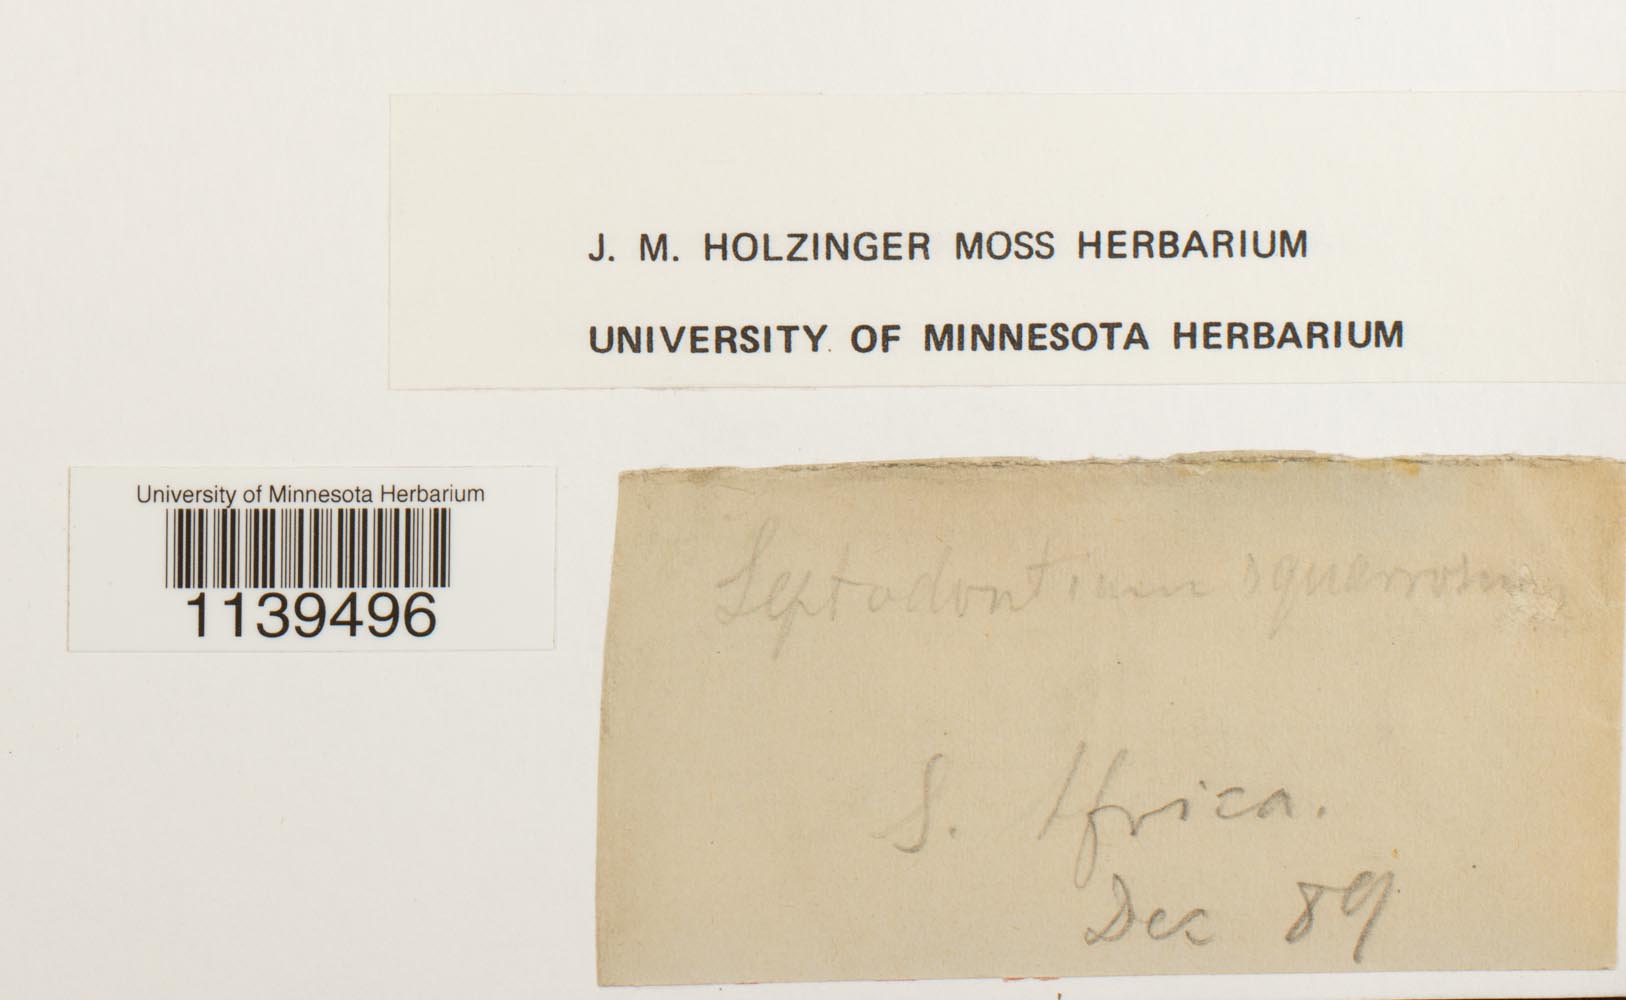 J. M. HOLZINGER MOSS HERBARIUM
UNIVERSITY OF MINNESOTA HERBARIUM
University of Minnesota Herbarium
1139496
Leptodontium squarrosum
S. Africa.
Dec 89